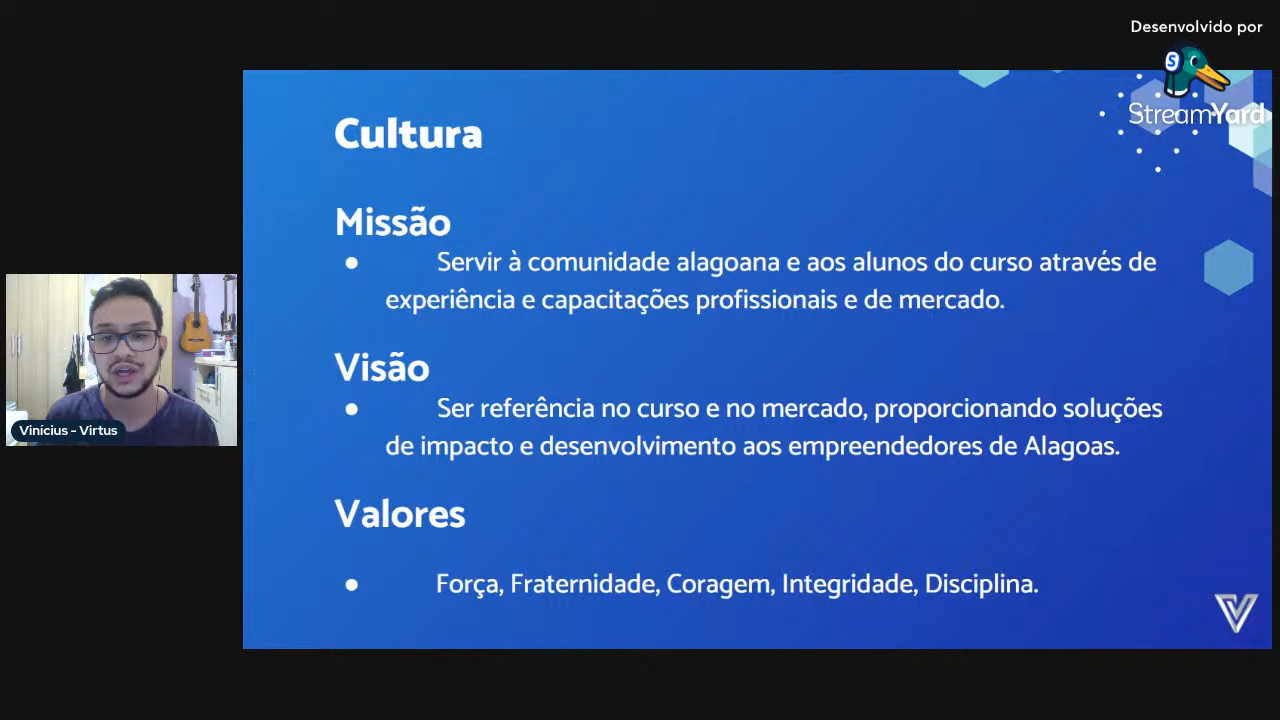 Desenvolvido por
StreamYard
Cultura
Missão
● Servir à comunidade alagoana e aos alunos do curso através de
experiência e capacitações profissionais e de mercado.
Visão
● Ser referência no curso e no mercado, proporcionando soluções
de impacto e desenvolvimento aos empreendedores de Alagoas.
Valores
● Força, Fraternidade, Coragem, Integridade, Disciplina.
Vinícius - Virtus